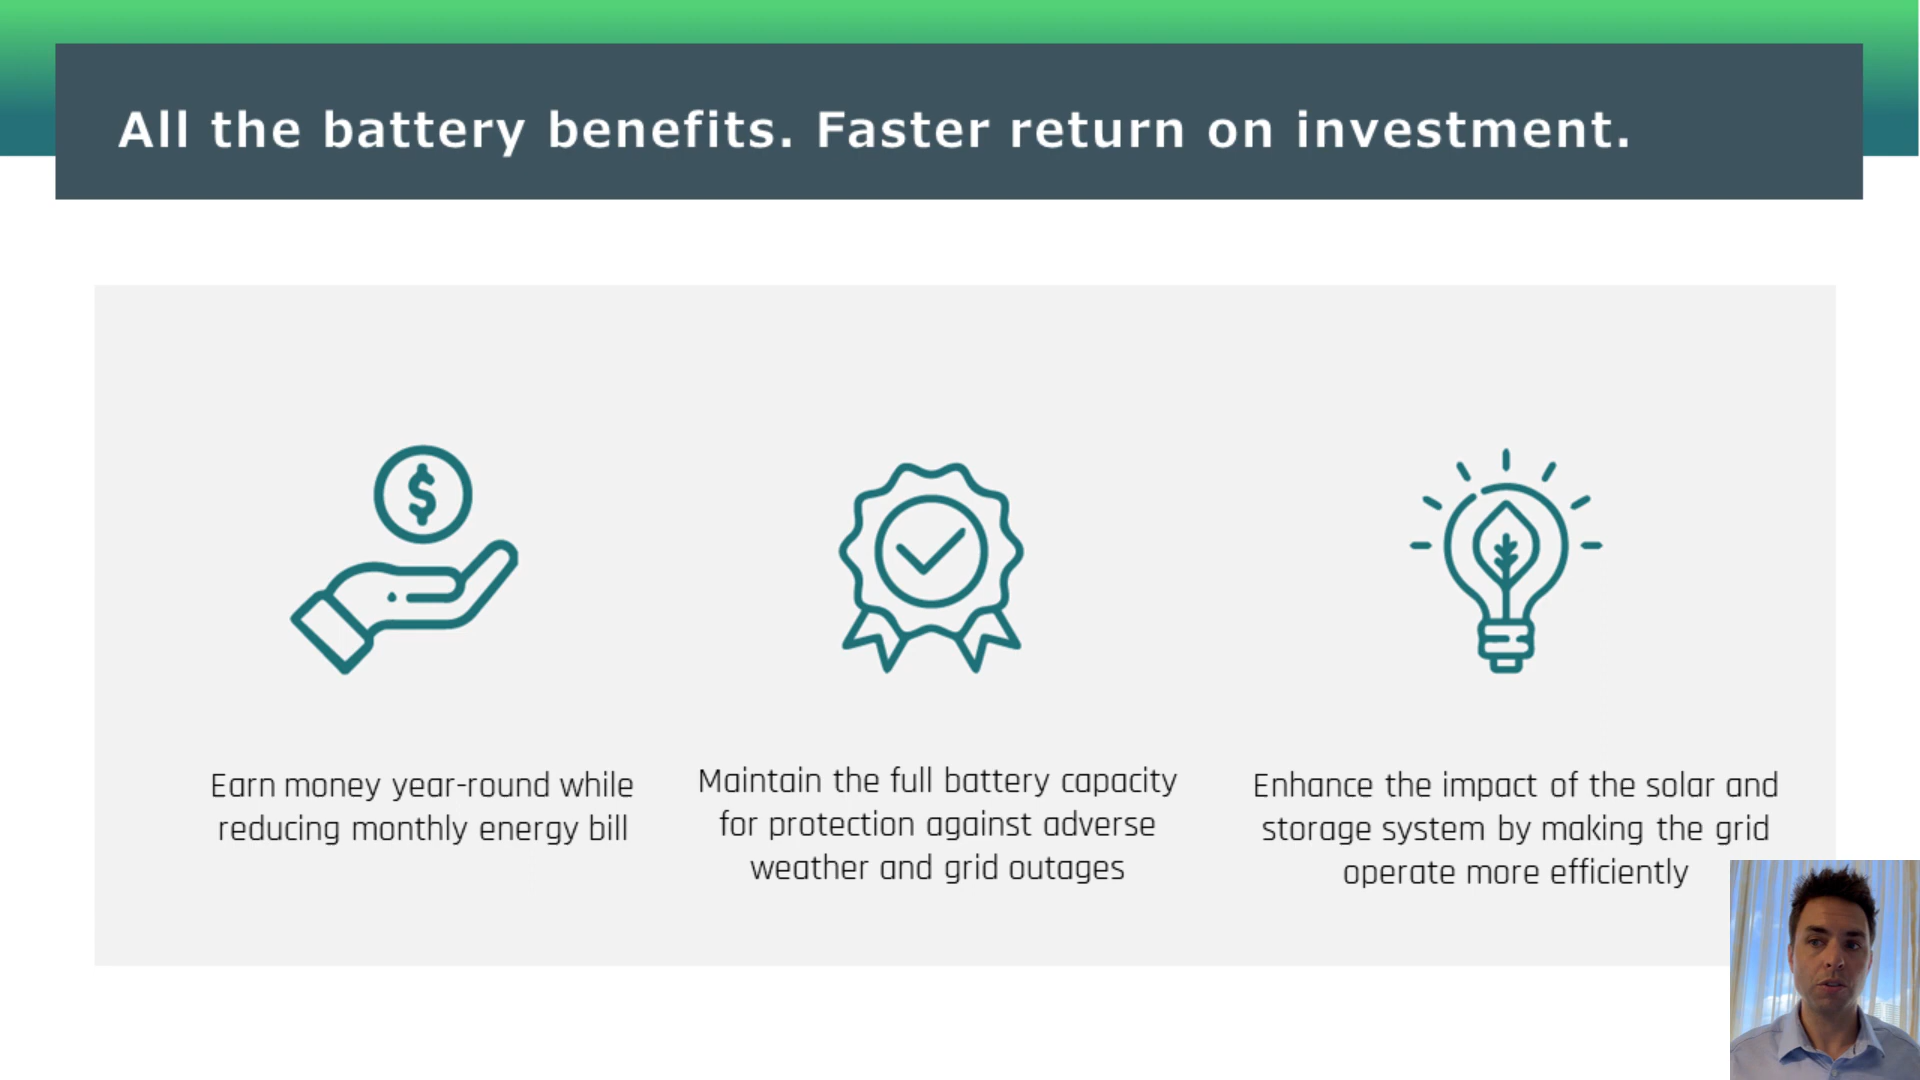 All the battery benefits. Faster return on investment.
$
Earn money year-round while
reducing monthly energy bill
Maintain the full battery capacity
for protection against adverse
weather and grid outages
Enhance the impact of the solar and
storage system by making the grid
operate more efficiently